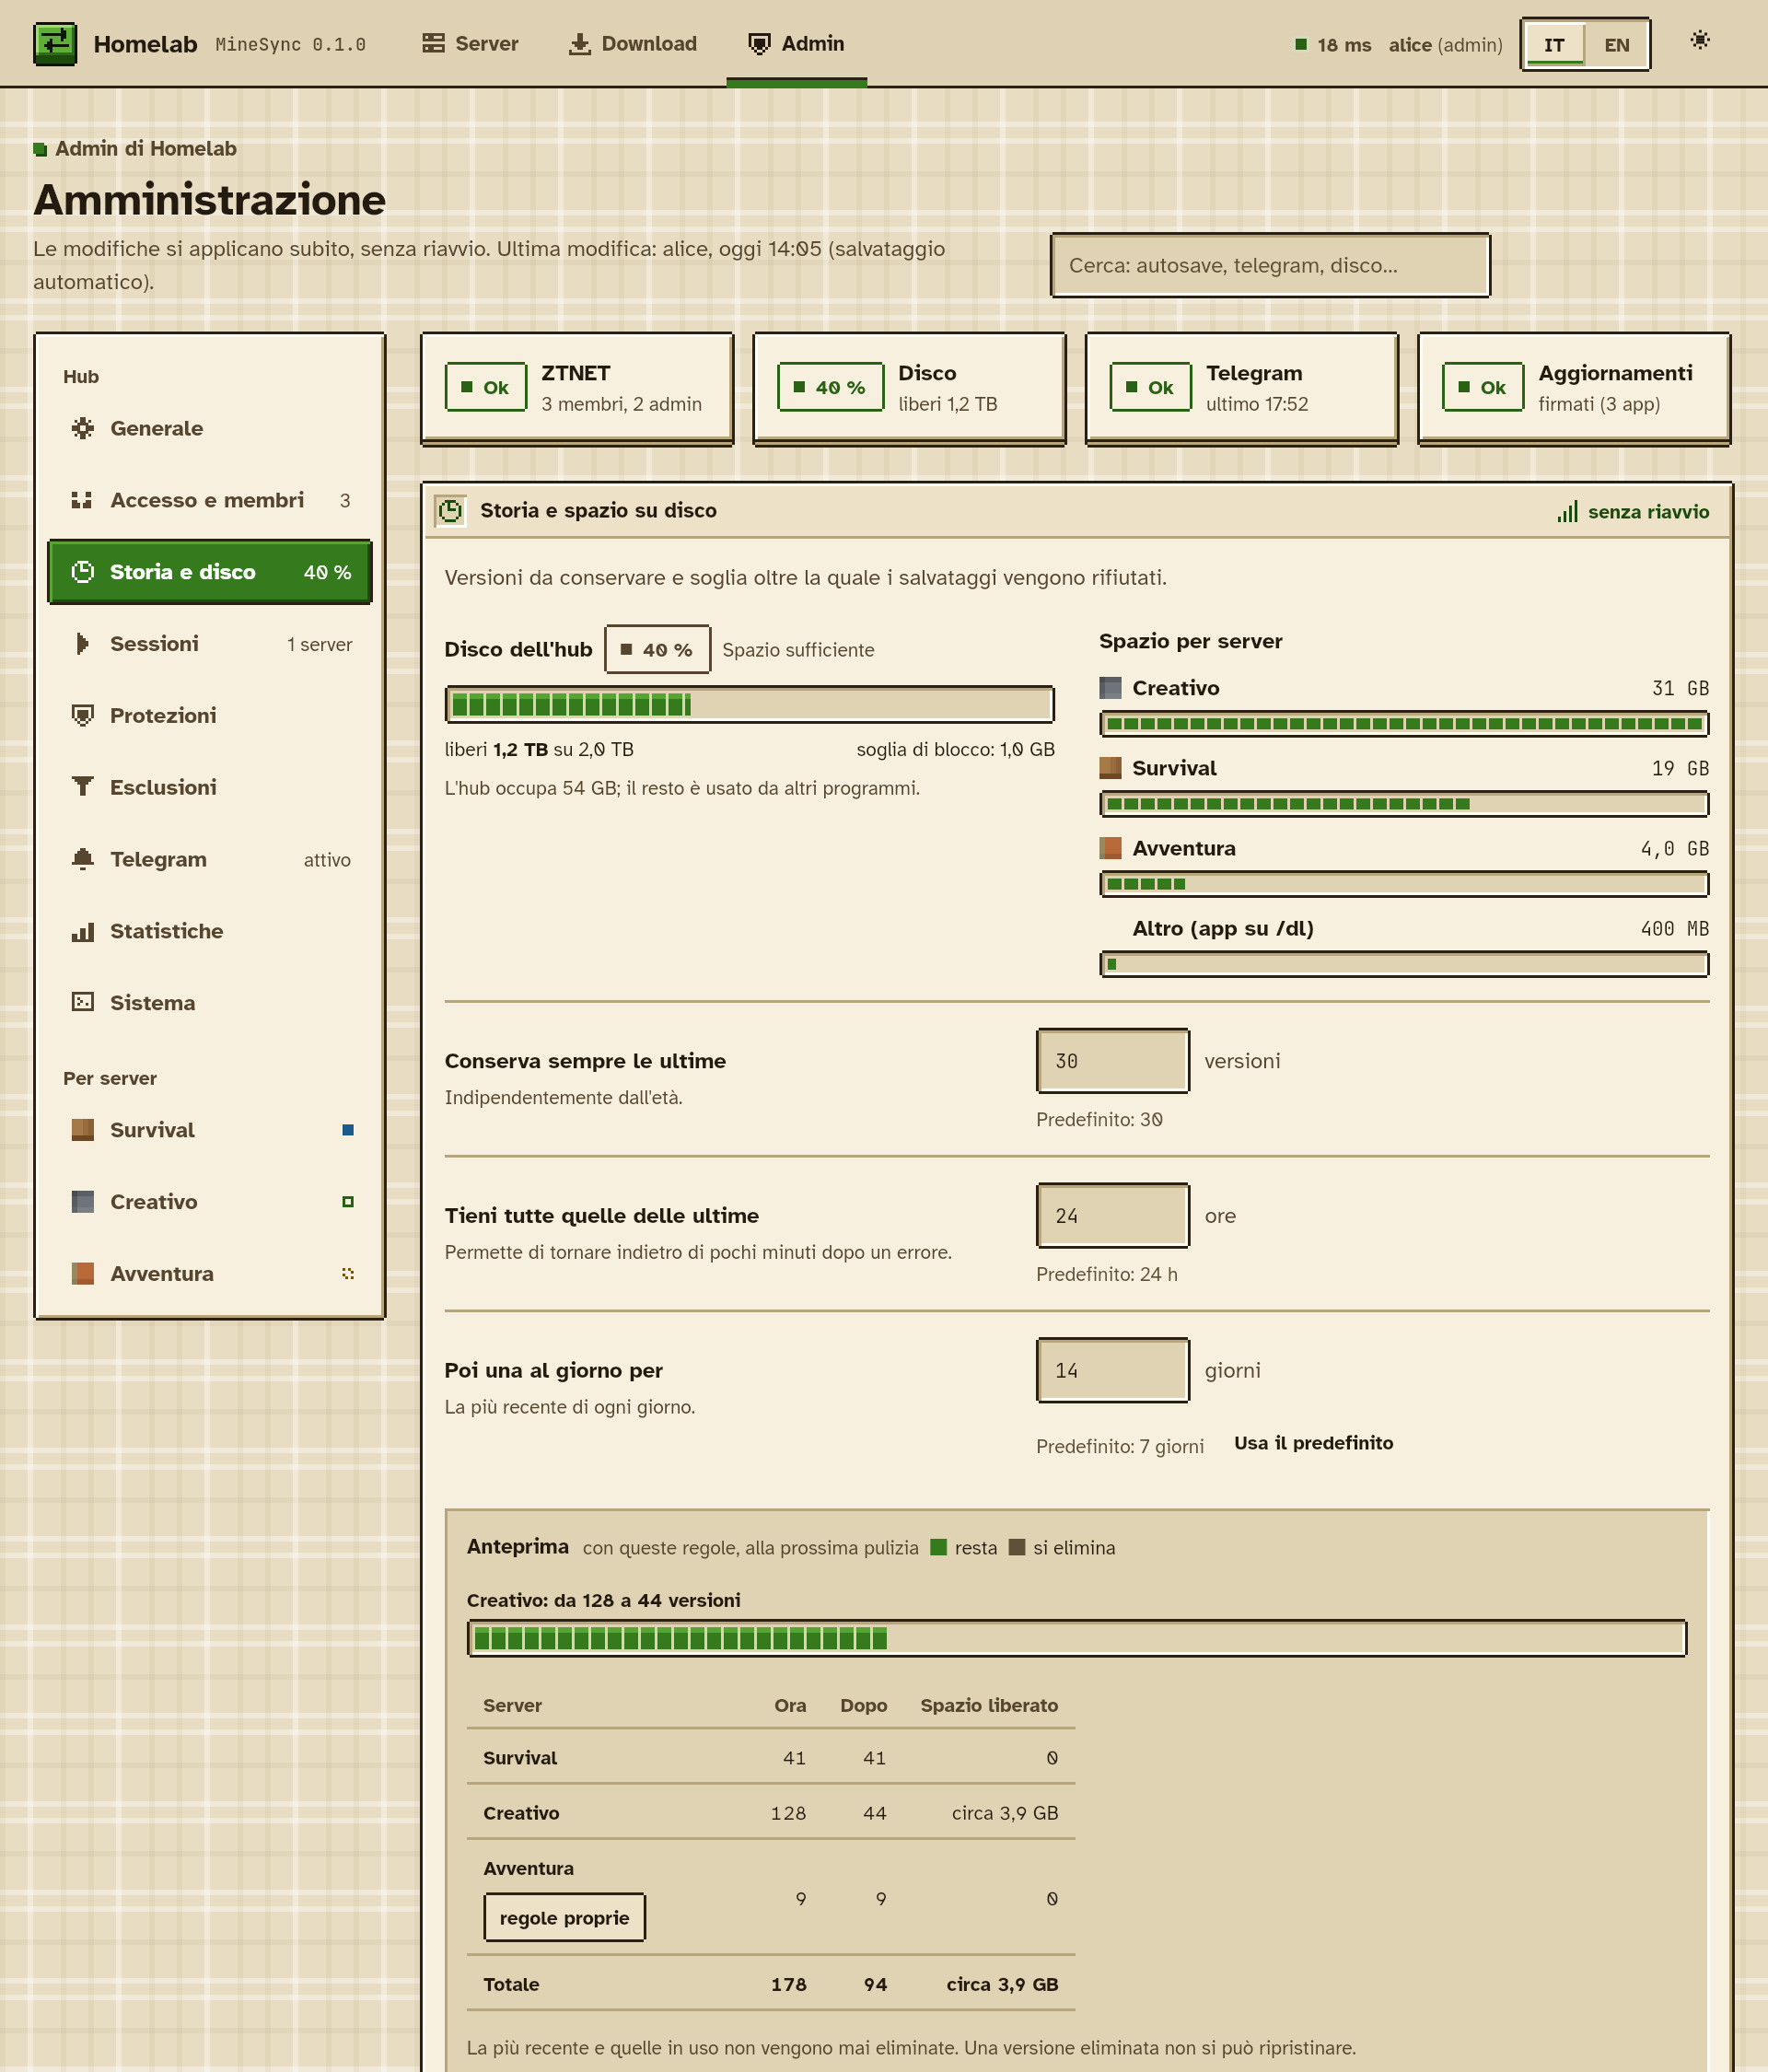 Homelab MineSync 0.1.0 Server Download Admin 18 ms alice (admin) IT EN
Admin di Homelab
Amministrazione
Le modifiche si applicano subito, senza riavvio. Ultima modifica: alice, oggi 14:05 (salvataggio
automatico).
Cerca: autosave, telegram, disco...
Hub
Generale
Accesso e membri 3
Storia e disco 40 %
Sessioni 1 server
Protezioni
Esclusioni
Telegram attivo
Statistiche
Sistema
Per server
Survival
Creativo
Avventura
Ok ZTNET
3 membri, 2 admin
40 % Disco
liberi 1,2 TB
Ok Telegram
ultimo 17:52
Ok Aggiornamenti
firmati (3 app)
Storia e spazio su disco senza riavvio
Versioni da conservare e soglia oltre la quale i salvataggi vengono rifiutati.
Disco dell'hub 40 % Spazio sufficiente
liberi 1,2 TB su 2,0 TB soglia di blocco: 1,0 GB
L'hub occupa 54 GB; il resto è usato da altri programmi.
Spazio per server
Creativo 31 GB
Survival 19 GB
Avventura 4,0 GB
Altro (app su /dl) 400 MB
Conserva sempre le ultime 30 versioni
Indipendentemente dall'età.
Predefinito: 30
Tieni tutte quelle delle ultime 24 ore
Permette di tornare indietro di pochi minuti dopo un errore.
Predefinito: 24 h
Poi una al giorno per 14 giorni
La più recente di ogni giorno.
Predefinito: 7 giorni Usa il predefinito
Anteprima con queste regole, alla prossima pulizia resta si elimina
Creativo: da 128 a 44 versioni
Server Ora Dopo Spazio liberato
Survival 41 41 0
Creativo 128 44 circa 3,9 GB
Avventura 9 9 0
regole proprie
Totale 178 94 circa 3,9 GB
La più recente e quelle in uso non vengono mai eliminate. Una versione eliminata non si può ripristinare.